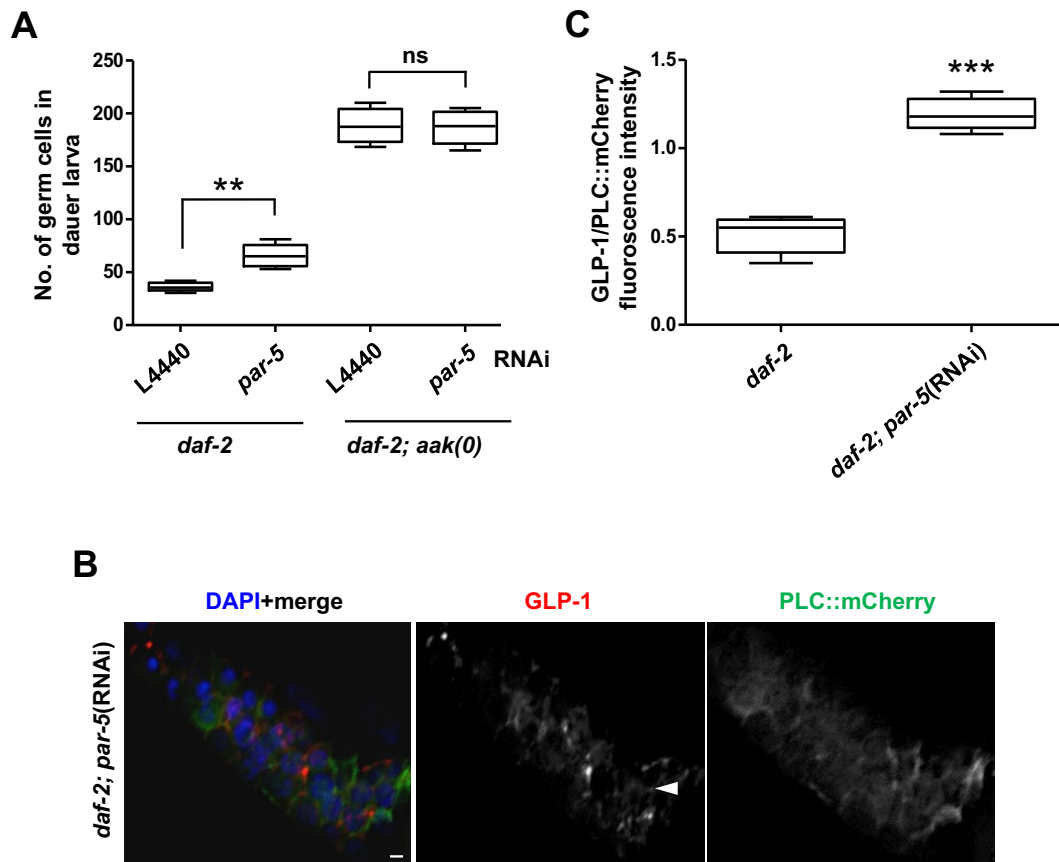 A
No. of germ cells in
dauer larva
250
200
150
100
50
0
**
ns
L4440
par-5
L4440
par-5
RNAi
daf-2
daf-2; aak(0)
C
GLP-1/PLC::mCherry
fluoroscence intensity
1.5
1.0
0.5
0.0
***
daf-2
daf-2; par-5(RNAi)
B
DAPI+merge
GLP-1
PLC::mCherry
daf-2; par-5(RNAi)